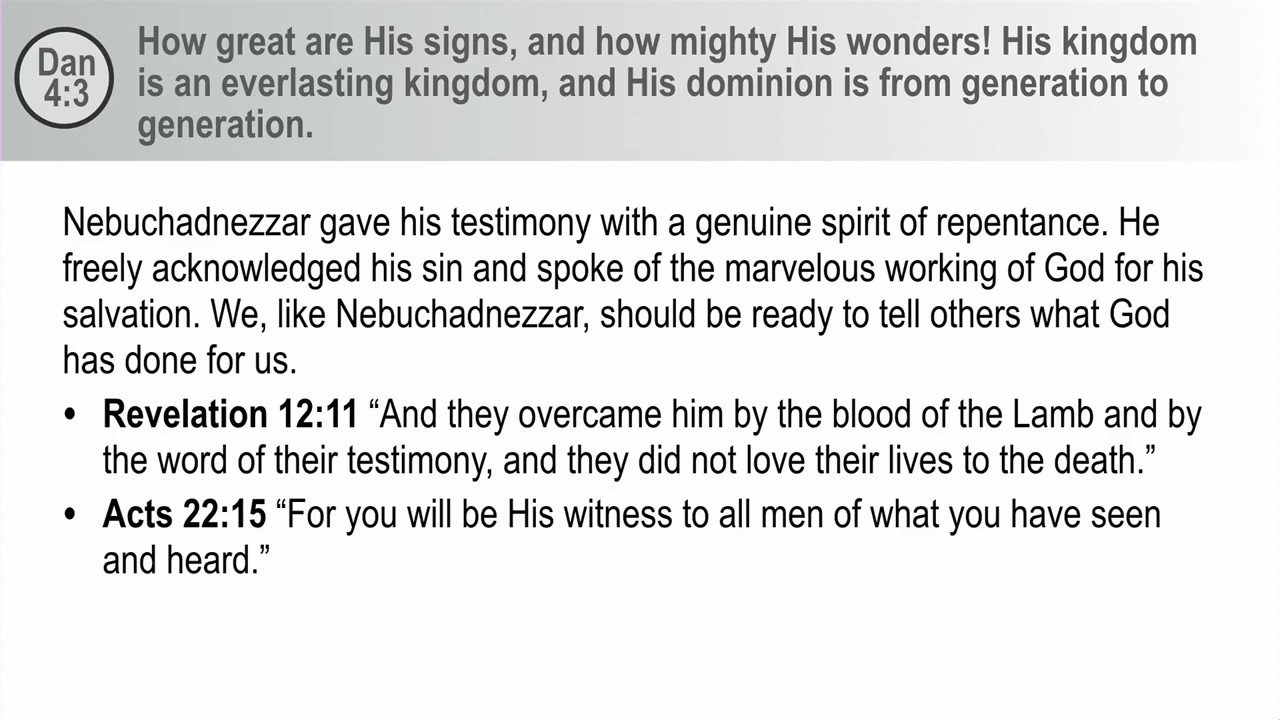 Dan
4:3
How great are His signs, and how mighty His wonders! His kingdom
is an everlasting kingdom, and His dominion is from generation to
generation.
Nebuchadnezzar gave his testimony with a genuine spirit of repentance. He
freely acknowledged his sin and spoke of the marvelous working of God for his
salvation. We, like Nebuchadnezzar, should be ready to tell others what God
has done for us.
• Revelation 12:11 “And they overcame him by the blood of the Lamb and by
the word of their testimony, and they did not love their lives to the death.”
• Acts 22:15 “For you will be His witness to all men of what you have seen
and heard.”